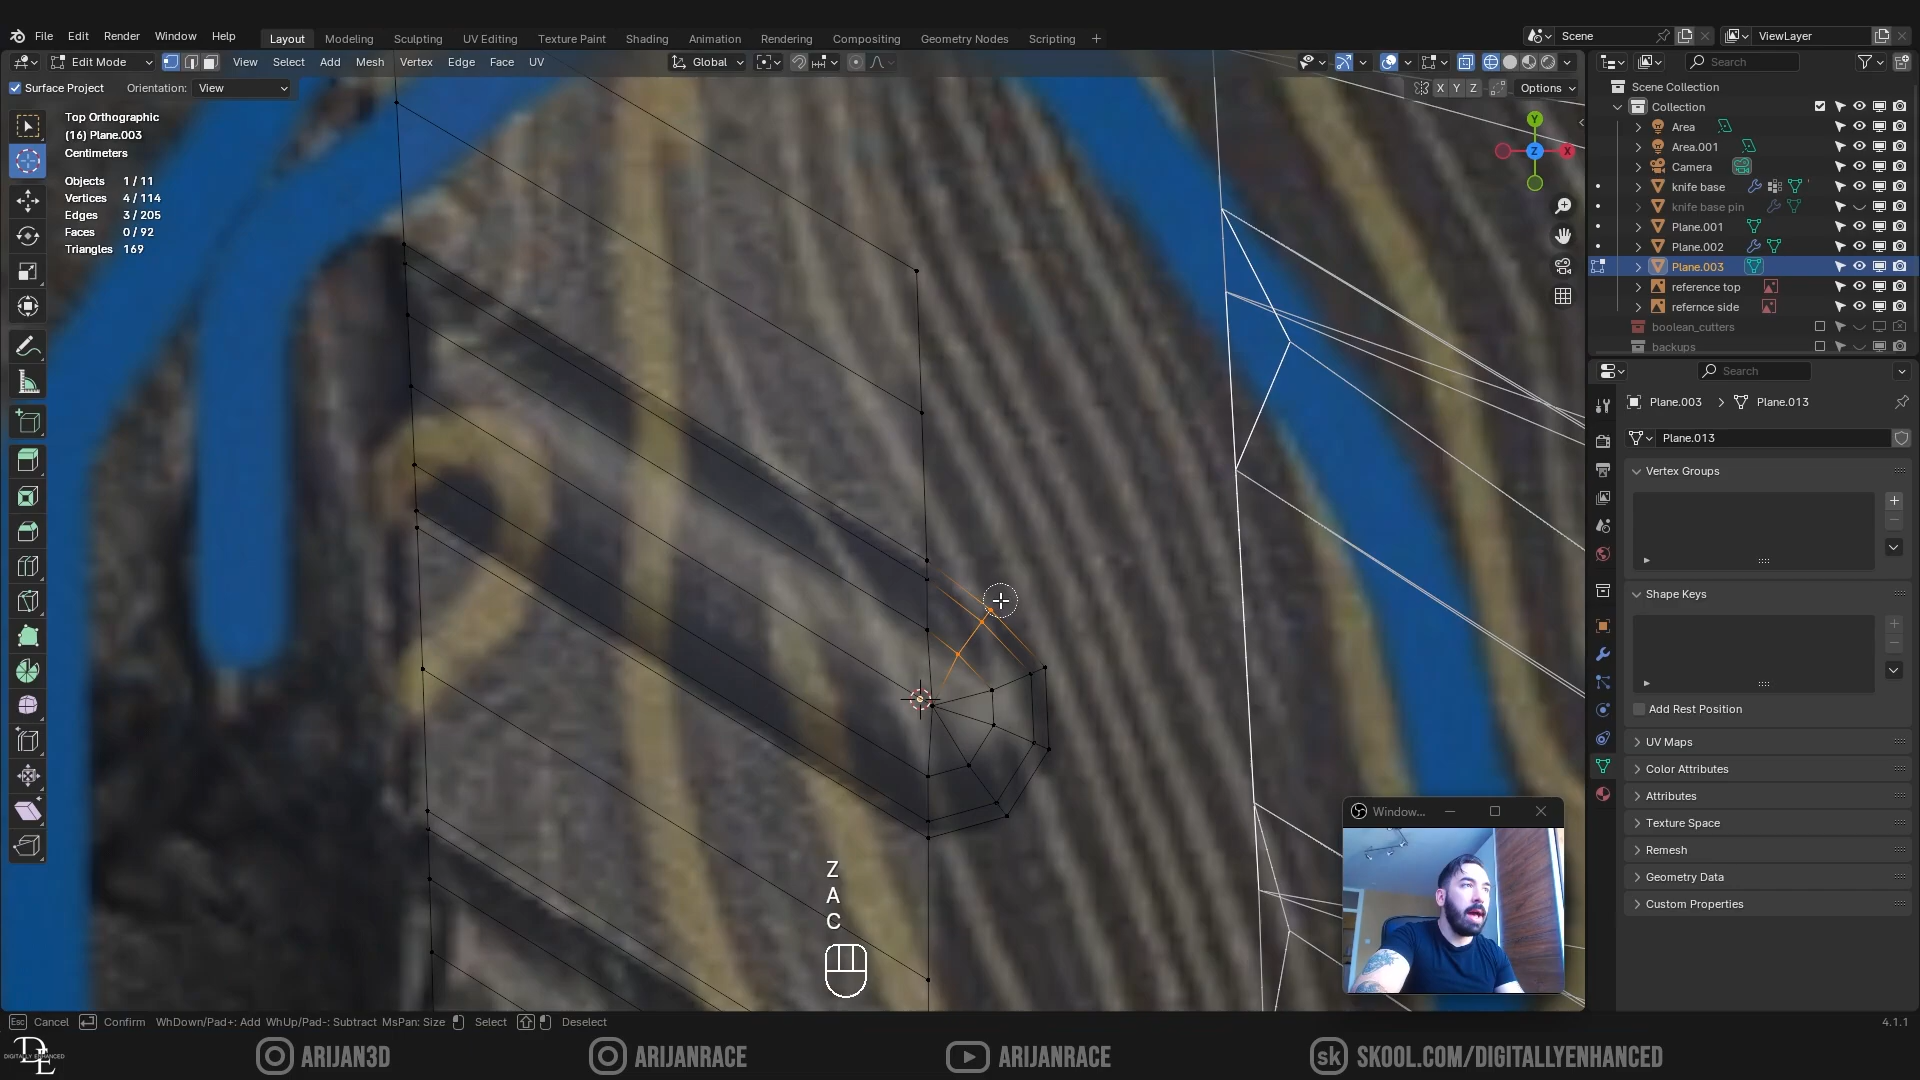 File Edit Render Window Help
Layout Modeling Sculpting UV Editing Texture Paint Shading Animation Rendering Compositing Geometry Nodes Scripting +
Scene
ViewLayer
Edit Mode
View Select Add Mesh Vertex Edge Face UV
Global
Surface Project Orientation: View
X Y Z Options
Top Orthographic
(16) Plane.003
Centimeters
Objects 1 / 11
Vertices 4 / 114
Edges 3 / 205
Faces 0 / 92
Triangles 169
Y
Z
X
Z
A
C
Search
Scene Collection
Collection
Area
Area.001
Camera
knife base
knife base pin
Plane.001
Plane.002
Plane.003
reference top
refernce side
boolean_cutters
backups
Search
Plane.003 > Plane.013
Plane.013
Vertex Groups
Shape Keys
Add Rest Position
UV Maps
Color Attributes
Attributes
Texture Space
Remesh
Geometry Data
Custom Properties
Window...
Esc Cancel Confirm WhDown/Pad+: Add WhUp/Pad-: Subtract MsPan: Size Select Deselect
4.1.1
DIGITALLY ENHANCED
ARIJAN3D
ARIJANRACE
ARIJANRACE
sk SKOOL.COM/DIGITALLYENHANCED